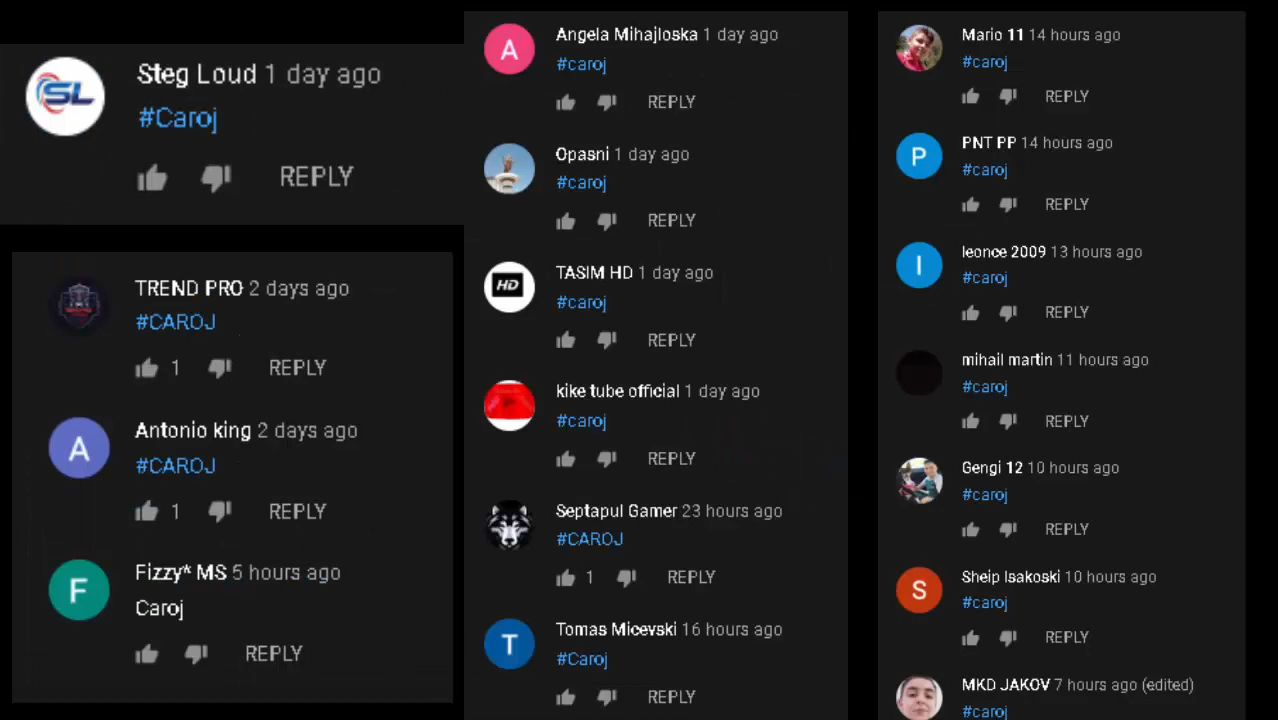 SL
Steg Loud 1 day ago
#Caroj
REPLY
TREND PRO 2 days ago
#CAROJ
1 REPLY
A
Antonio king 2 days ago
#CAROJ
1 REPLY
F
Fizzy* MS 5 hours ago
Caroj
REPLY
A
Angela Mihajloska 1 day ago
#caroj
REPLY
Opasni 1 day ago
#caroj
REPLY
HD
TASIM HD 1 day ago
#caroj
REPLY
kike tube official 1 day ago
#caroj
REPLY
Septapul Gamer 23 hours ago
#CAROJ
1 REPLY
T
Tomas Micevski 16 hours ago
#Caroj
REPLY
Mario 11 14 hours ago
#caroj
REPLY
P
PNT PP 14 hours ago
#caroj
REPLY
l
leonce 2009 13 hours ago
#caroj
REPLY
mihail martin 11 hours ago
#caroj
REPLY
Gengi 12 10 hours ago
#caroj
REPLY
S
Sheip Isakoski 10 hours ago
#caroj
REPLY
MKD JAKOV 7 hours ago (edited)
#caroj